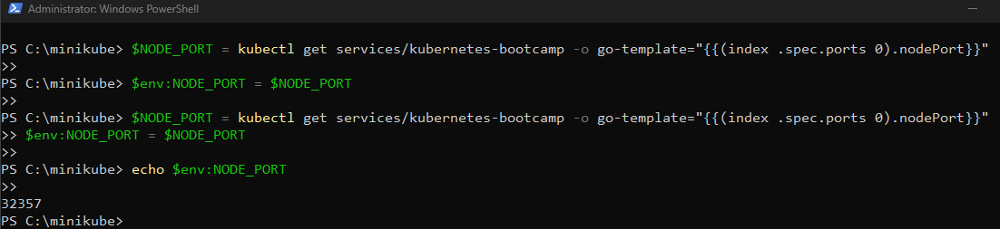 Administrator: Windows PowerShell
PS C:\minikube> $NODE_PORT = kubectl get services/kubernetes-bootcamp -o go-template="{{(index .spec.ports 0).nodePort}}"
>>
PS C:\minikube> $env:NODE_PORT = $NODE_PORT
>>
PS C:\minikube> $NODE_PORT = kubectl get services/kubernetes-bootcamp -o go-template="{{(index .spec.ports 0).nodePort}}"
>> $env:NODE_PORT = $NODE_PORT
>>
PS C:\minikube> echo $env:NODE_PORT
>>
32357
PS C:\minikube>